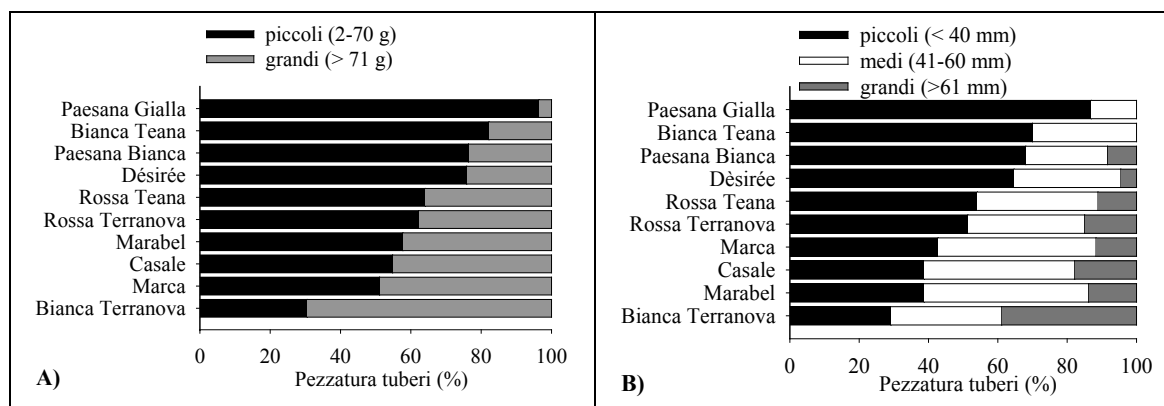 piccoli (2-70 g)
grandi (> 71 g)
Paesana Gialla
Bianca Teana
Paesana Bianca
Désirée
Rossa Teana
Rossa Terranova
Marabel
Casale
Marca
Bianca Terranova
0 20 40 60 80 100
A) Pezzatura tuberi (%)
piccoli (< 40 mm)
medi (41-60 mm)
grandi (>61 mm)
Paesana Gialla
Bianca Teana
Paesana Bianca
Dèsirée
Rossa Teana
Rossa Terranova
Marca
Casale
Marabel
Bianca Terranova
0 20 40 60 80 100
B) Pezzatura tuberi (%)